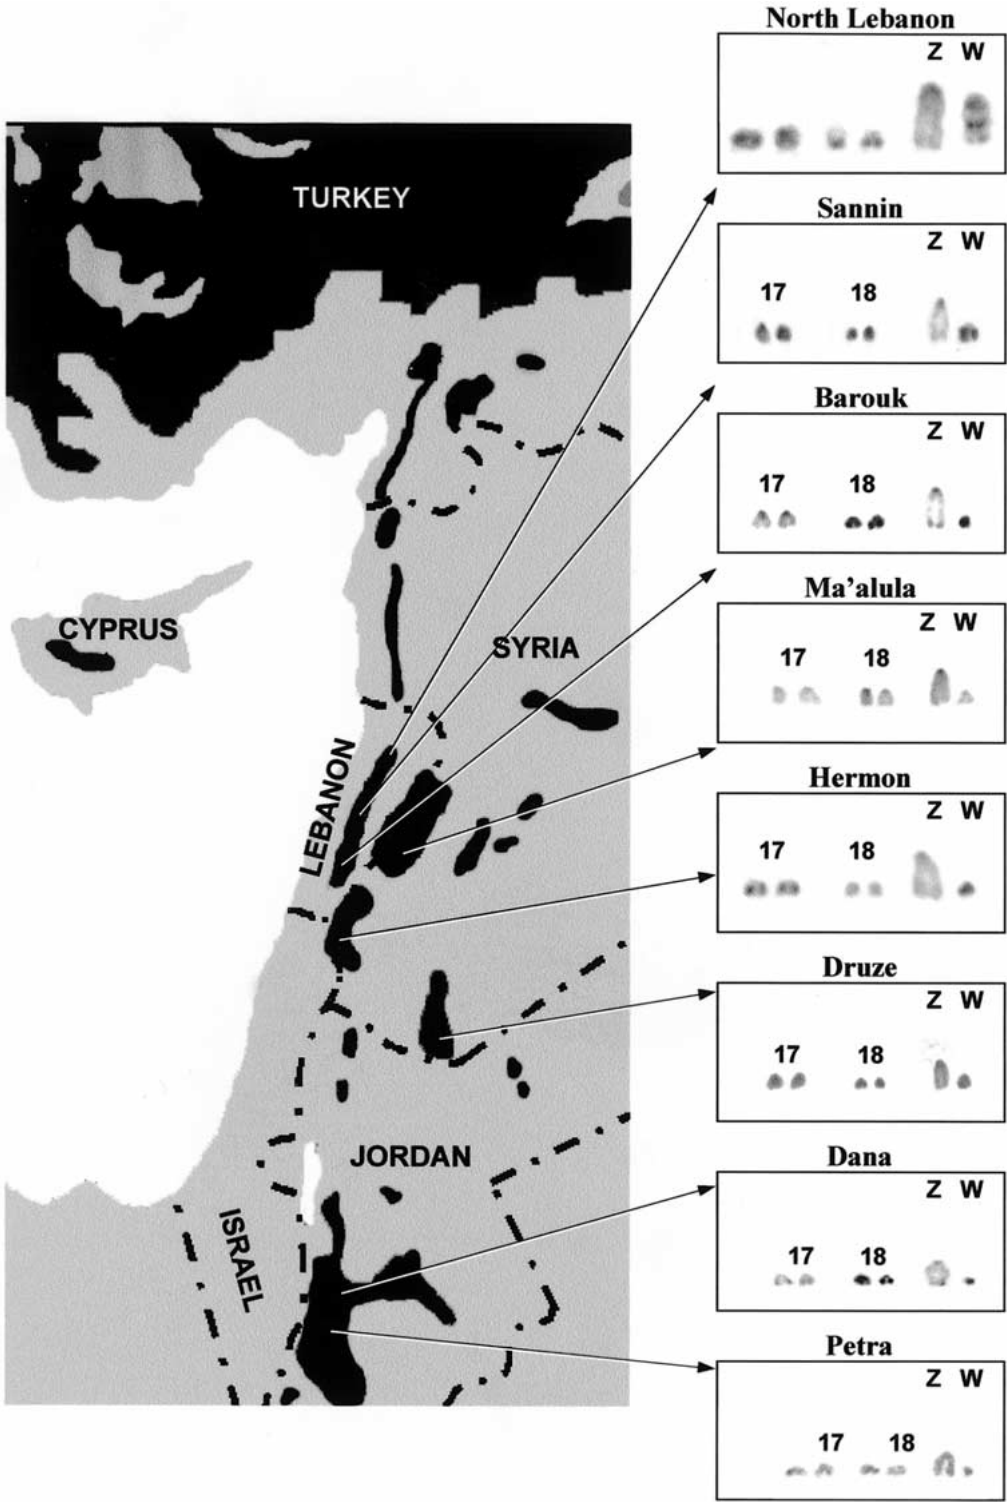 North Lebanon
Z W
Sannin
Z W
17 18
Barouk
Z W
17 18
Ma'alula
Z W
17 18
Hermon
Z W
17 18
Druze
Z W
17 18
Dana
Z W
17 18
Petra
Z W
17 18
TURKEY
CYPRUS
SYRIA
LEBANON
JORDAN
ISRAEL